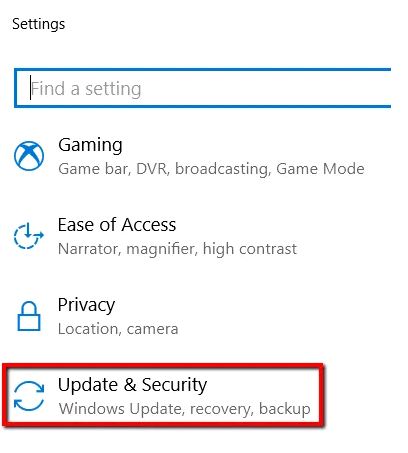 Settings
Find a setting
Gaming
Game bar, DVR, broadcasting, Game Mode
Ease of Access
Narrator, magnifier, high contrast
Privacy
Location, camera
Update & Security
Windows Update, recovery, backup